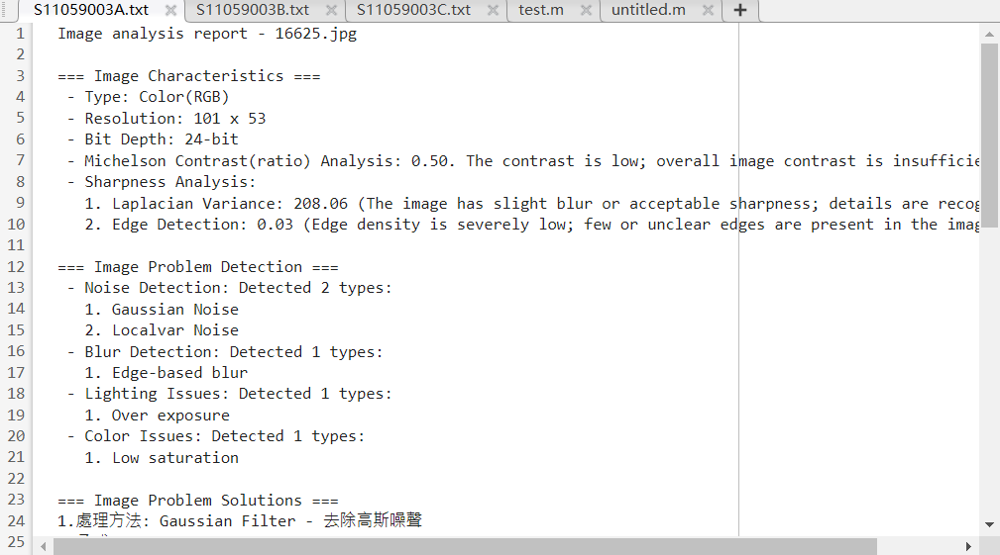 S11059003A.txt S11059003B.txt S11059003C.txt test.m untitled.m
1 Image analysis report - 16625.jpg
2
3 === Image Characteristics ===
4 - Type: Color(RGB)
5 - Resolution: 101 x 53
6 - Bit Depth: 24-bit
7 - Michelson Contrast(ratio) Analysis: 0.50. The contrast is low; overall image contrast is
8 - Sharpness Analysis:
9 1. Laplacian Variance: 208.06 (The image has slight blur or acceptable sharpness; details are
10 2. Edge Detection: 0.03 (Edge density is severely low; few or unclear edges are present in the
11
12 === Image Problem Detection ===
13 - Noise Detection: Detected 2 types:
14 1. Gaussian Noise
15 2. Localvar Noise
16 - Blur Detection: Detected 1 types:
17 1. Edge-based blur
18 - Lighting Issues: Detected 1 types:
19 1. Over exposure
20 - Color Issues: Detected 1 types:
21 1. Low saturation
22
23 === Image Problem Solutions ===
24 1.處理方法: Gaussian Filter - 去除高斯噪聲
25